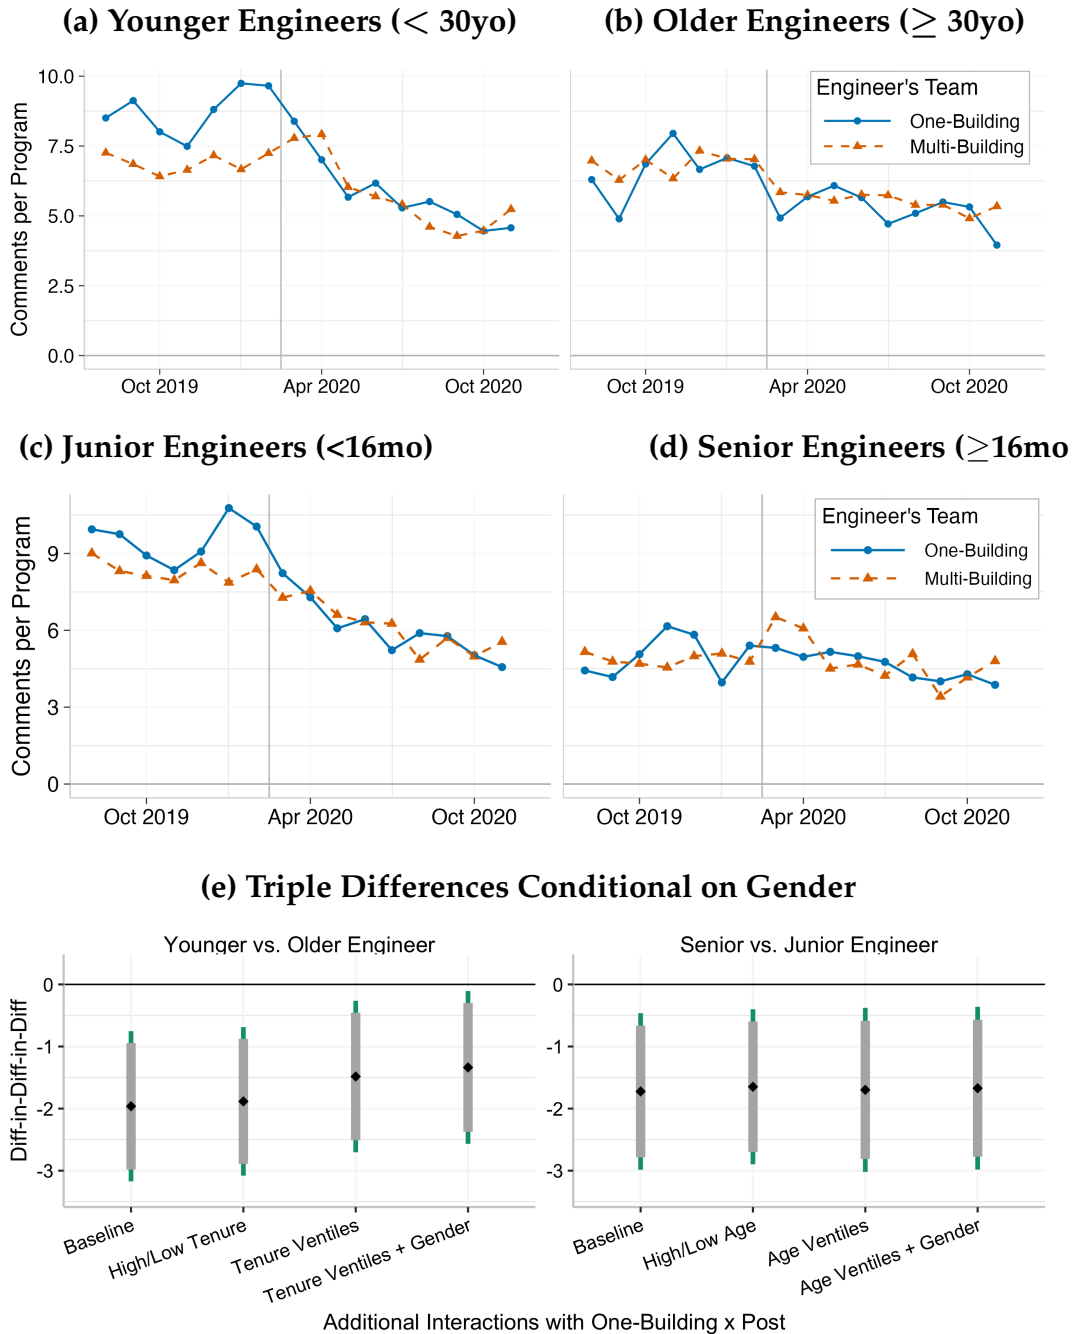 (a) Younger Engineers (< 30yo)
(b) Older Engineers (≥ 30yo)
Comments per Program
10.0
7.5
5.0
2.5
0.0
Oct 2019
Apr 2020
Oct 2020
Engineer's Team
One-Building
Multi-Building
Oct 2019
Apr 2020
Oct 2020
(c) Junior Engineers (<16mo)
(d) Senior Engineers (≥16mo
Comments per Program
9
6
3
0
Oct 2019
Apr 2020
Oct 2020
Engineer's Team
One-Building
Multi-Building
Oct 2019
Apr 2020
Oct 2020
(e) Triple Differences Conditional on Gender
Younger vs. Older Engineer
Senior vs. Junior Engineer
Diff-in-Diff-in-Diff
0
-1
-2
-3
Baseline
High/Low Tenure
Tenure Ventiles
Tenure Ventiles + Gender
0
-1
-2
-3
Baseline
High/Low Age
Age Ventiles
Age Ventiles + Gender
Additional Interactions with One-Building x Post